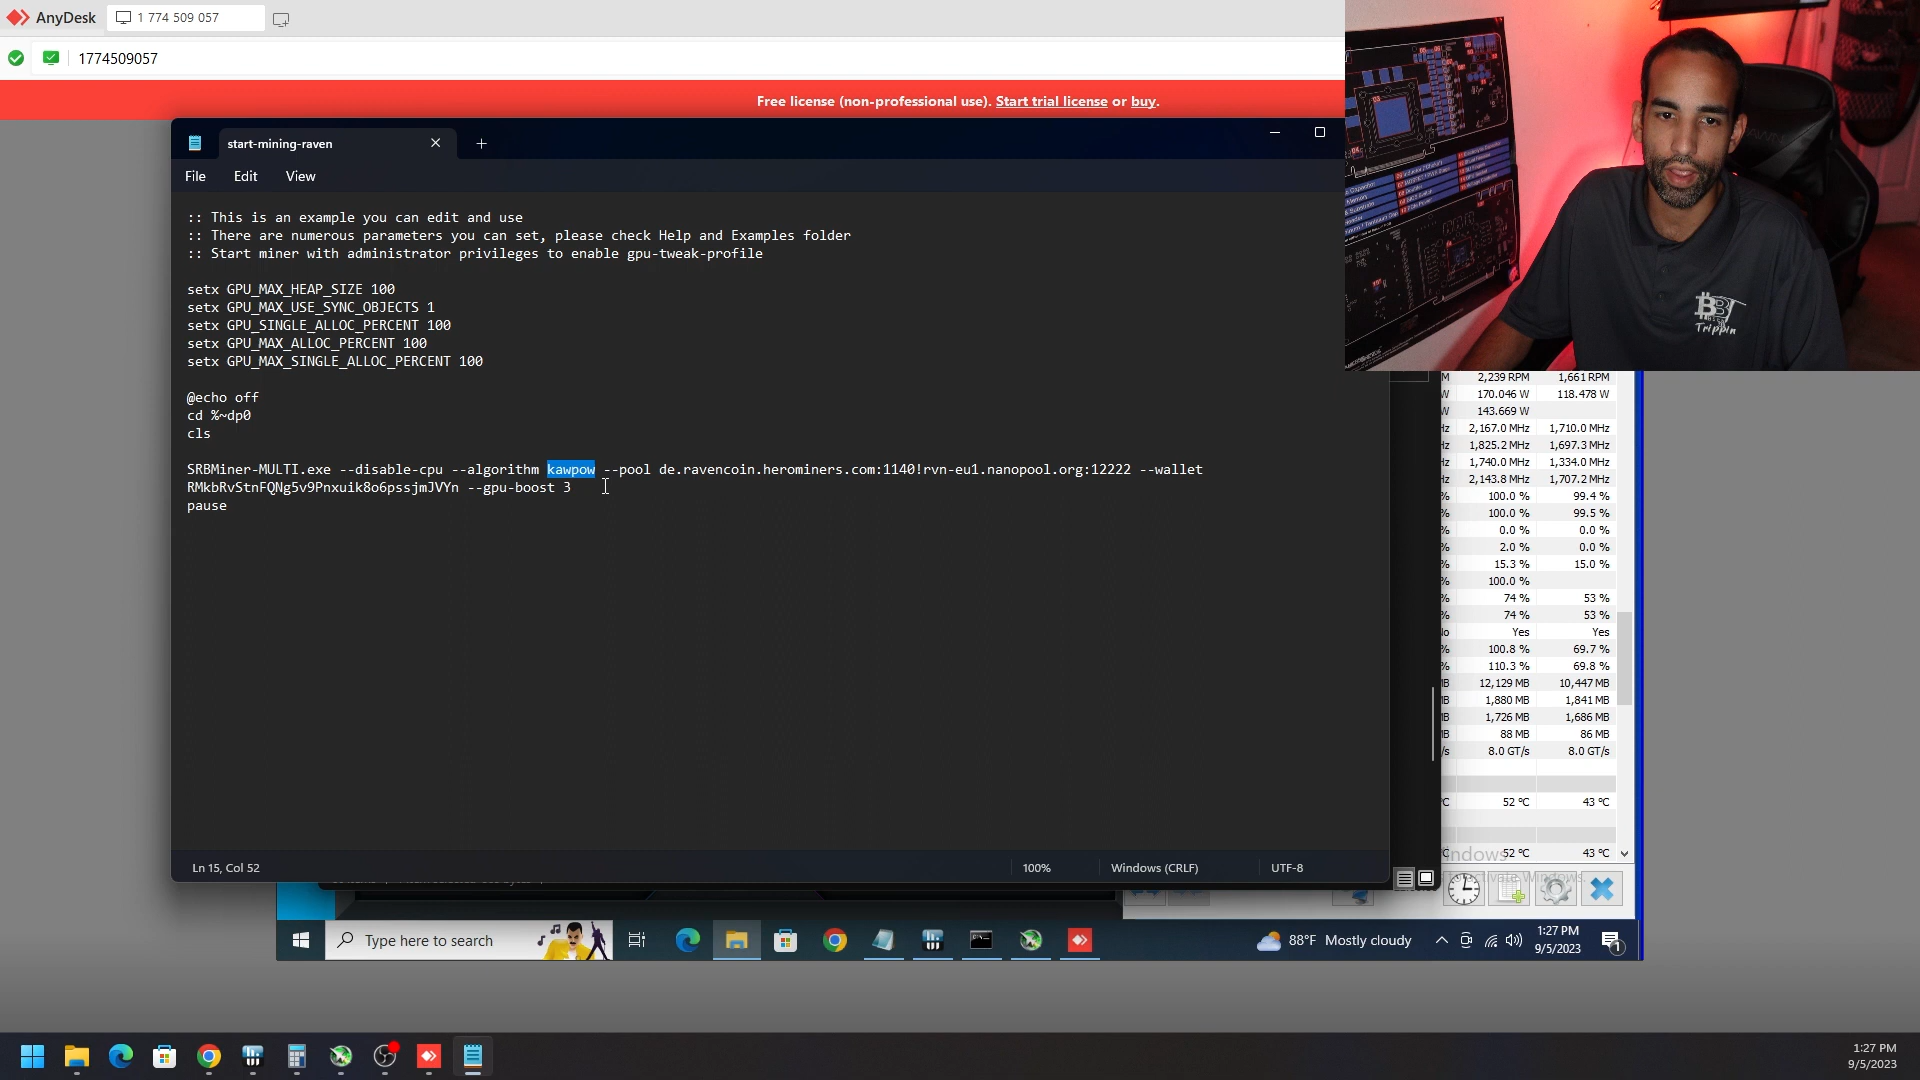 AnyDesk
1 774 509 057
1774509057
Free license (non-professional use). Start trial license or buy.
start-mining-raven
File Edit View
:: This is an example you can edit and use
:: There are numerous parameters you can set, please check Help and Examples folder
:: Start miner with administrator privileges to enable gpu-tweak-profile
setx GPU_MAX_HEAP_SIZE 100
setx GPU_MAX_USE_SYNC_OBJECTS 1
setx GPU_SINGLE_ALLOC_PERCENT 100
setx GPU_MAX_ALLOC_PERCENT 100
setx GPU_MAX_SINGLE_ALLOC_PERCENT 100
@echo off
cd %~dp0
cls
SRBMiner-MULTI.exe --disable-cpu --algorithm kawpow --pool de.ravencoin.herominers.com:1140!rvn-eu1.nanopool.org:12222 --wallet
RMkbRvStnFQNg5v9Pnxuik8o6pssjmJVYn --gpu-boost 3
pause
Ln 15, Col 52
100%
Windows (CRLF)
UTF-8
Trippin
2,239 RPM 1,661 RPM
170.046 W 118.478 W
143.669 W
2,167.0 MHz 1,710.0 MHz
1,825.2 MHz 1,697.3 MHz
1,740.0 MHz 1,334.0 MHz
2,143.8 MHz 1,707.2 MHz
100.0 % 99.4 %
100.0 % 99.5 %
0.0 % 0.0 %
2.0 % 0.0 %
15.3 % 15.0 %
100.0 %
74 % 53 %
74 % 53 %
Yes Yes
100.8 % 69.7 %
110.3 % 69.8 %
12,129 MB 10,447 MB
1,880 MB 1,841 MB
1,726 MB 1,686 MB
88 MB 86 MB
8.0 GT/s 8.0 GT/s
52 °C 43 °C
52 °C 43 °C
Type here to search
88°F Mostly cloudy
1:27 PM
9/5/2023
1
1:27 PM
9/5/2023